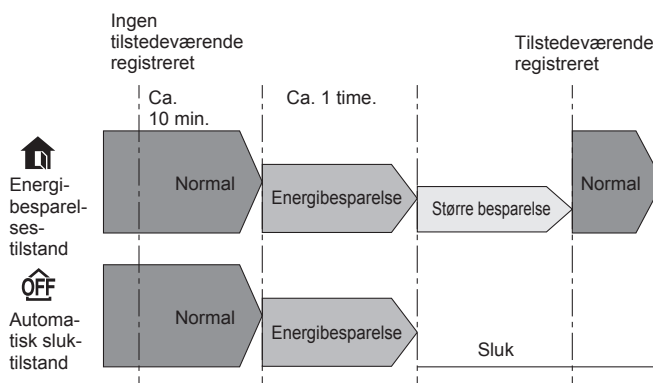 Ingen
tilstedeværende
registreret
Tilstedeværende
registreret
Ca.
10 min.
Ca. 1 time.
Energi-
besparel-
ses-
tilstand
Normal
Energibesparelse
Større besparelse
Normal
OFF
Automa-
tisk sluk-
tilstand
Normal
Energibesparelse
Sluk